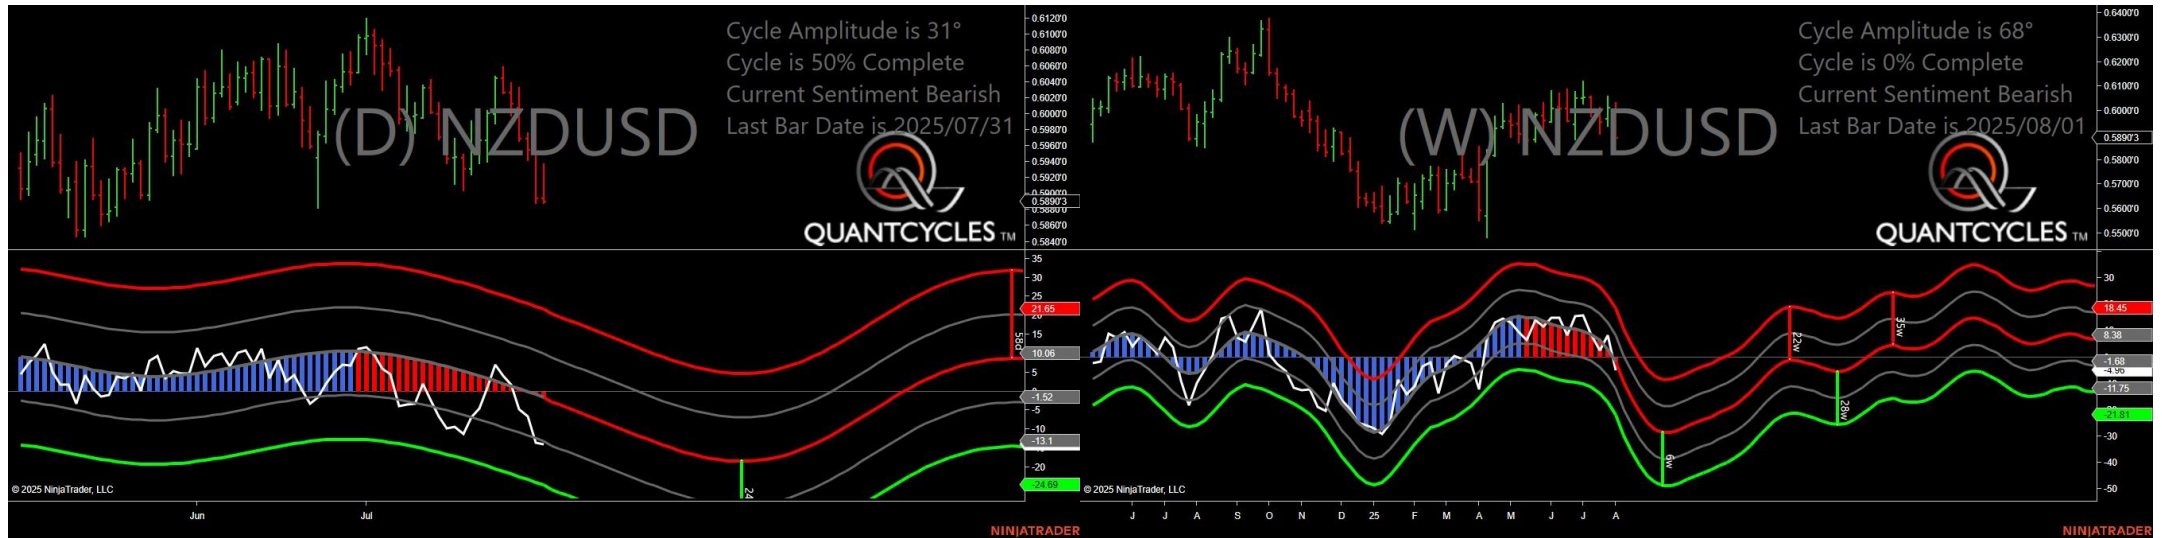 Cycle Amplitude is 31°
Cycle is 50% Complete
Current Sentiment Bearish
Last Bar Date is 2025/07/31
(D) NZDUSD
QUANTCYCLES TM
0.6120'0
0.6100'0
0.6080'0
0.6060'0
0.6040'0
0.6020'0
0.6000'0
0.5980'0
0.5960'0
0.5940'0
0.5920'0
0.5900'0
0.5890'3
0.5880'0
0.5860'0
0.5840'0
35
30
25
21.65
20
15
10.06
5
0
-1.52
-5
-10
-13.1
-20
-24.69
58d
24
© 2025 NinjaTrader, LLC
Jun
Jul
NINJATRADER
Cycle Amplitude is 68°
Cycle is 0% Complete
Current Sentiment Bearish
Last Bar Date is 2025/08/01
(W) NZDUSD
QUANTCYCLES TM
0.6400'0
0.6300'0
0.6200'0
0.6100'0
0.6000'0
0.5890'3
0.5800'0
0.5700'0
0.5600'0
0.5500'0
30
18.45
8.38
-1.68
-4.96
-11.75
-21.81
-30
-40
-50
6w
22w
28w
35w
© 2025 NinjaTrader, LLC
J
J
A
S
O
N
D
25
F
M
A
M
J
J
A
NINJATRADER